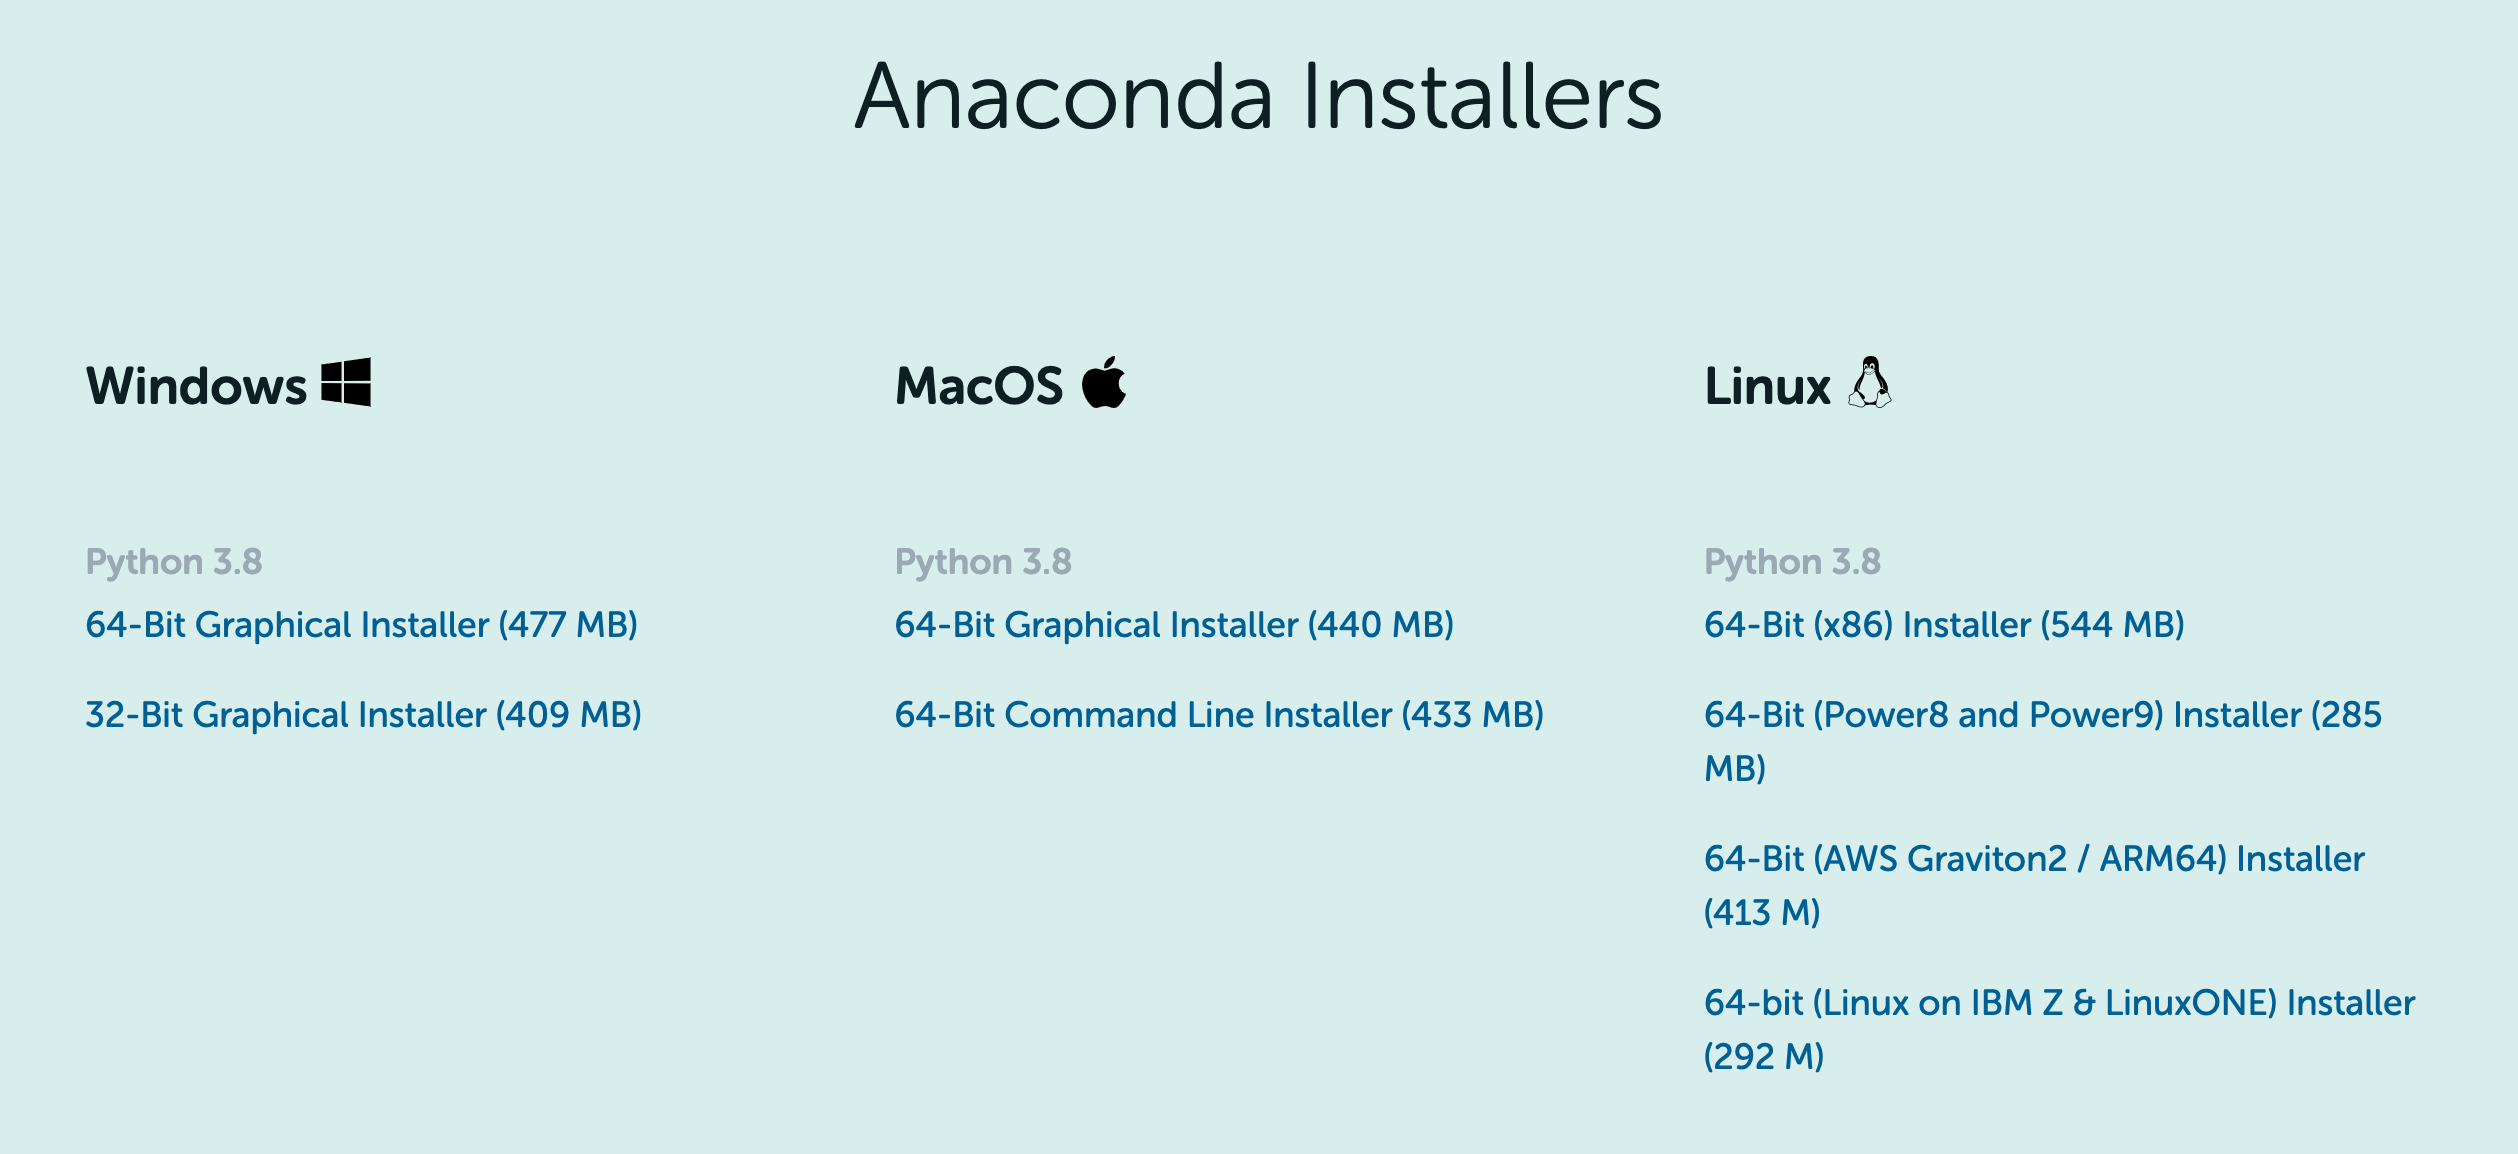 Anaconda Installers
Windows
Python 3.8
64-Bit Graphical Installer (477 MB)
32-Bit Graphical Installer (409 MB)
MacOS
Python 3.8
64-Bit Graphical Installer (440 MB)
64-Bit Command Line Installer (433 MB)
Linux
Python 3.8
64-Bit (x86) Installer (544 MB)
64-Bit (Power8 and Power9) Installer (285
MB)
64-Bit (AWS Graviton2 / ARM64) Installer
(413 M)
64-bit (Linux on IBM Z & LinuxONE) Installer
(292 M)